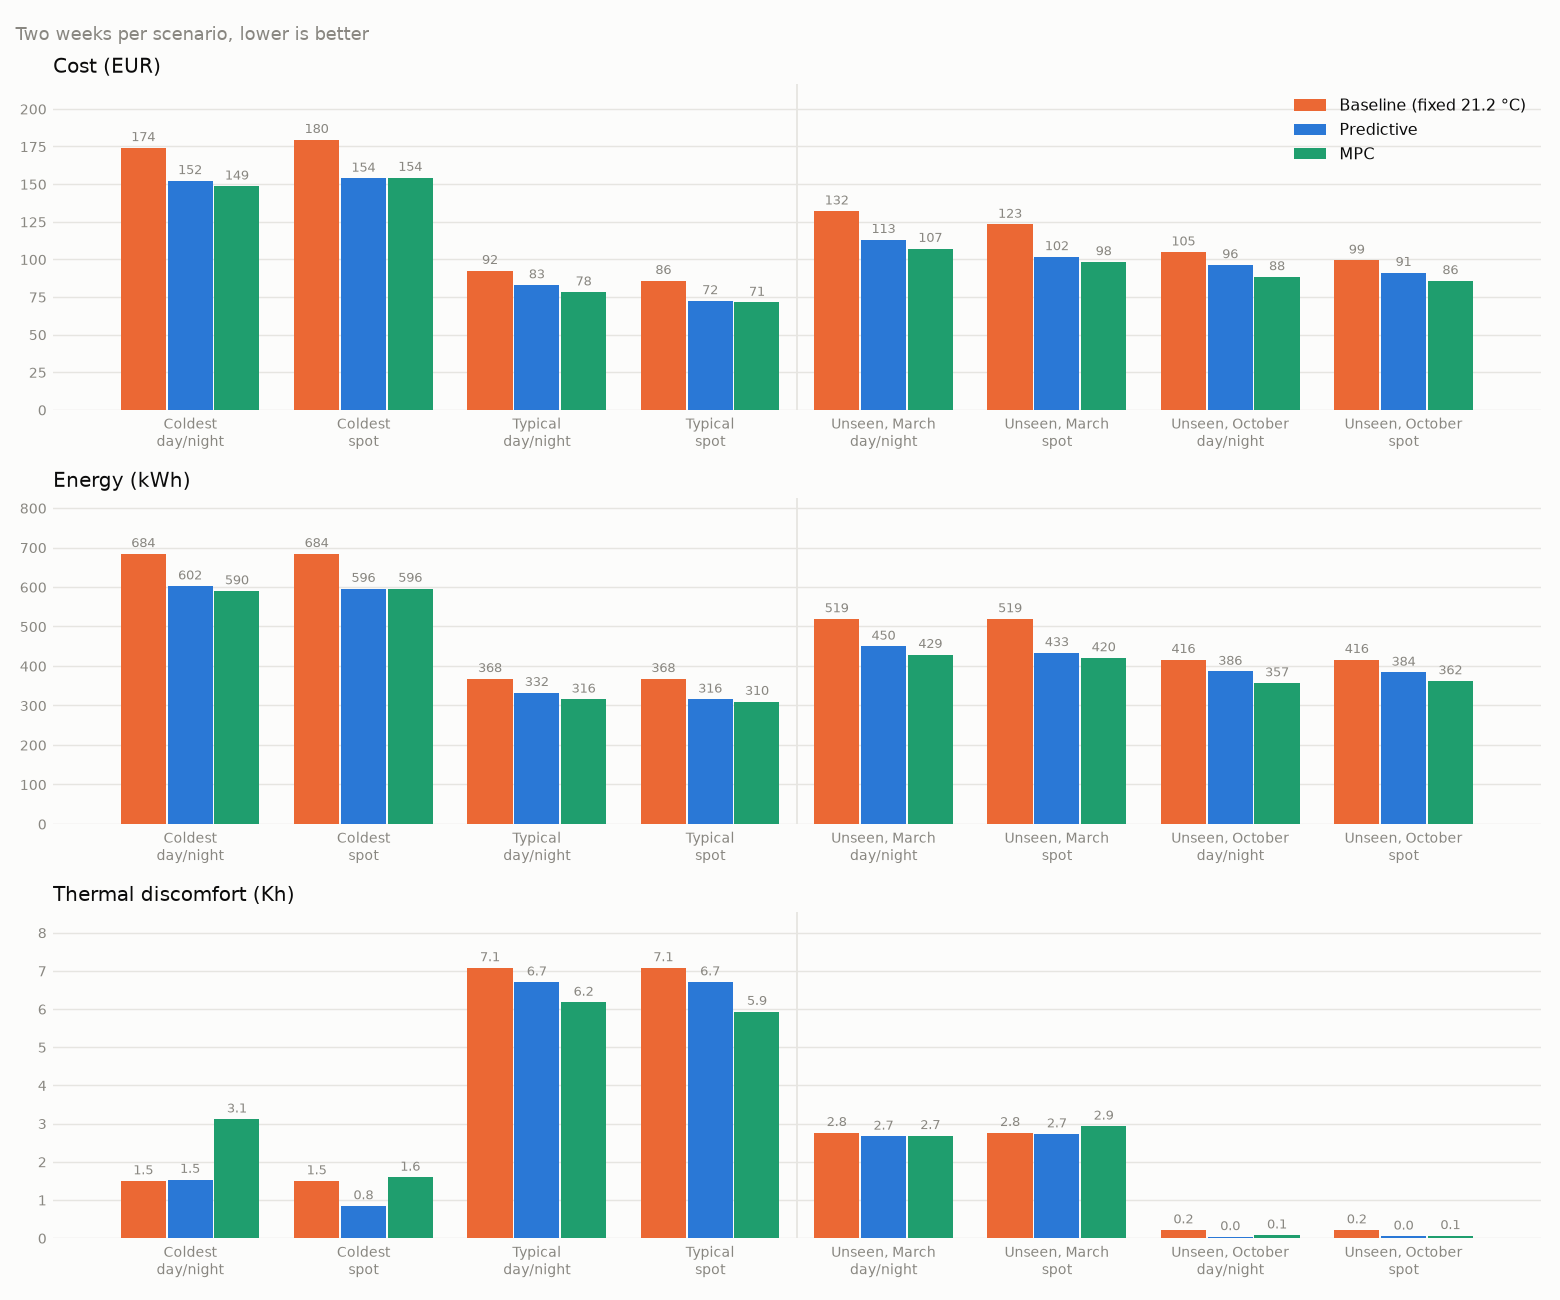 Two weeks per scenario, lower is better
Cost (EUR)
Baseline (fixed 21.2 °C)
Predictive
MPC
200
175
150
125
100
75
50
25
0
174 152 149 180 154 154 92 83 78 86 72 71 132 113 107 123 102 98 105 96 88 99 91 86
Coldest Coldest Typical Typical Unseen, March Unseen, March Unseen, October Unseen, October
day/night spot day/night spot day/night spot day/night spot
Energy (kWh)
800
700
600
500
400
300
200
100
0
684 602 590 684 596 596 368 332 316 368 316 310 519 450 429 519 433 420 416 386 357 416 384 362
Coldest Coldest Typical Typical Unseen, March Unseen, March Unseen, October Unseen, October
day/night spot day/night spot day/night spot day/night spot
Thermal discomfort (Kh)
8
7
6
5
4
3
2
1
0
1.5 1.5 3.1 1.5 0.8 1.6 7.1 6.7 6.2 7.1 6.7 5.9 2.8 2.7 2.7 2.8 2.7 2.9 0.2 0.0 0.1 0.2 0.0 0.1
Coldest Coldest Typical Typical Unseen, March Unseen, March Unseen, October Unseen, October
day/night spot day/night spot day/night spot day/night spot